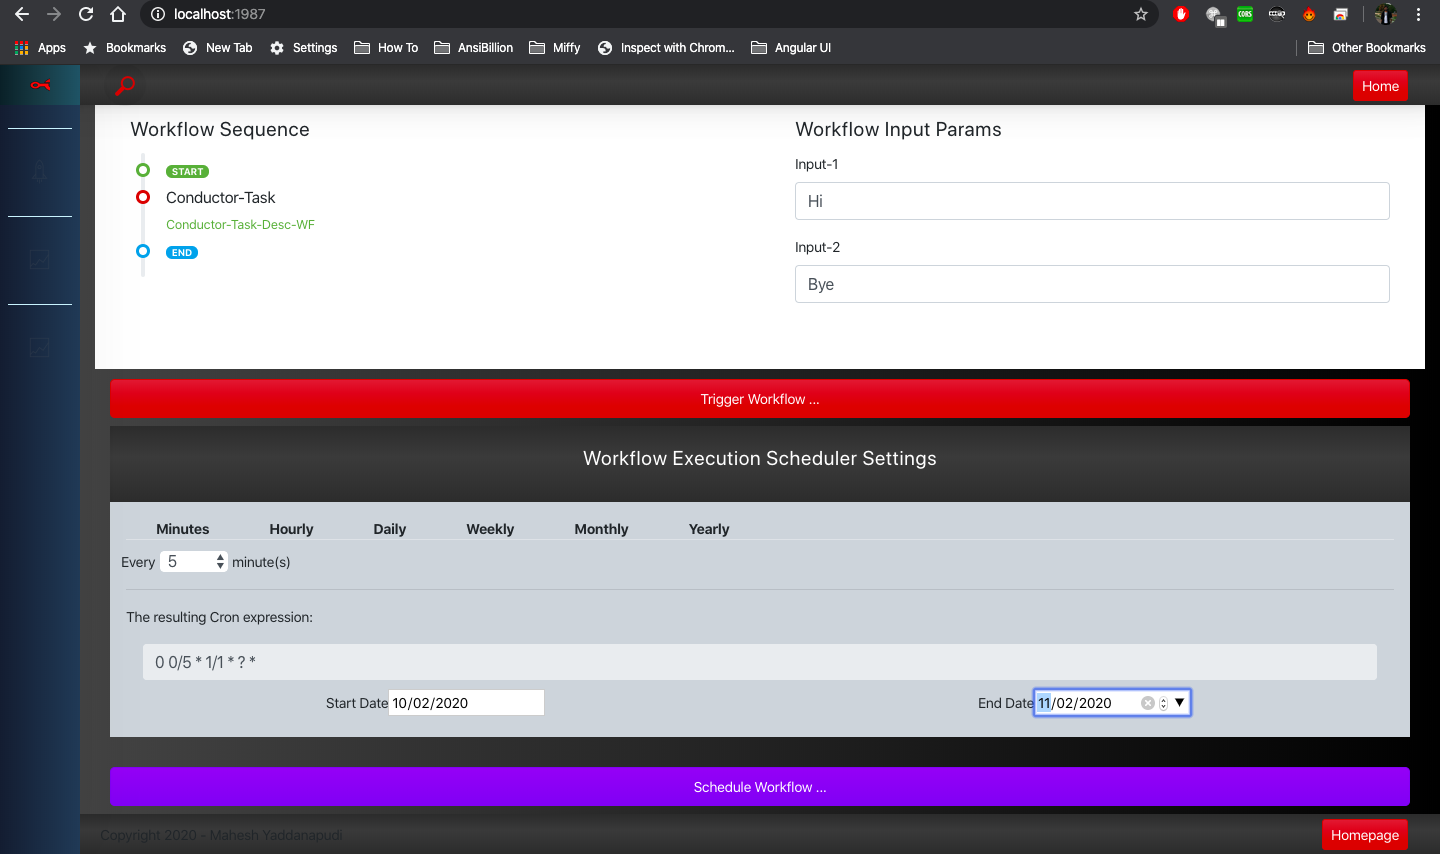 localhost:1987
Apps Bookmarks New Tab Settings How To AnsiBillion Miffy Inspect with Chrom... Angular UI Other Bookmarks
CORS
Home
Workflow Sequence
START
Conductor-Task
Conductor-Task-Desc-WF
END
Workflow Input Params
Input-1
Hi
Input-2
Bye
Trigger Workflow ...
Workflow Execution Scheduler Settings
Minutes Hourly Daily Weekly Monthly Yearly
Every 5 minute(s)
The resulting Cron expression:
0 0/5 * 1/1 * ? *
Start Date 10/02/2020 End Date 11/02/2020
Schedule Workflow ...
Copyright 2020 - Mahesh Yaddanapudi
Homepage